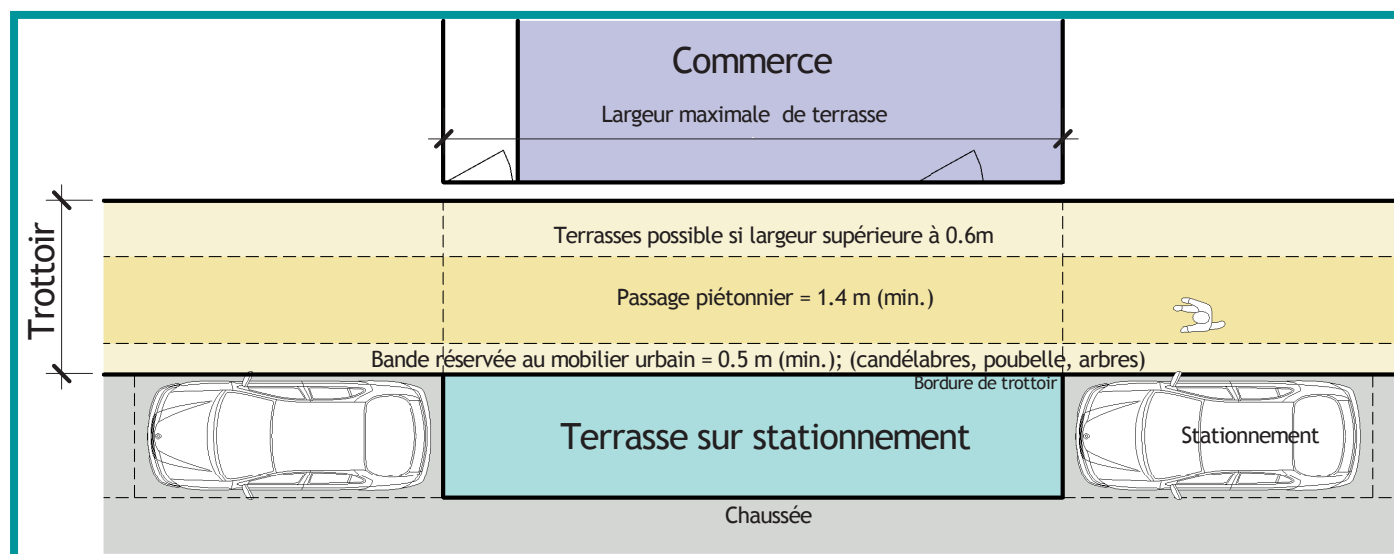 Commerce
Largeur maximale de terrasse
Trottoir
Terrasses possible si largeur supérieure à 0.6m
Passage piétonnier = 1.4 m (min.)
Bande réservée au mobilier urbain = 0.5 m (min.); (candélabres, poubelle, arbres)
Bordure de trottoir
Terrasse sur stationnement
Stationnement
Chaussée